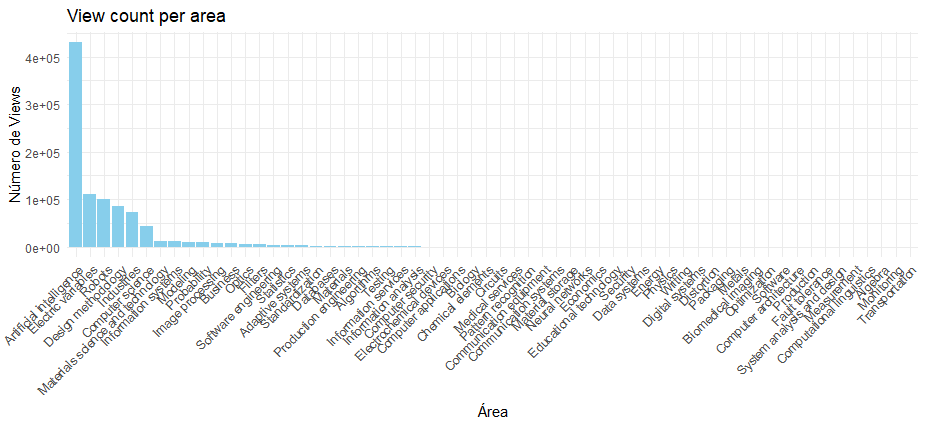 View count per area
Número de Views
4e+05
3e+05
2e+05
1e+05
0e+00
Artificial intelligence
Electric variables
Robots
Design methodology
Industries
Computer science
Materials science and technology
Information systems
Modeling
Probability
Image processing
Business
Optics
Filters
Software engineering
Statistics
Adaptive systems
Standardization
Databases
Materials
Production engineering
Algorithms
Testing
Information services
Information analysis
Computer security
Electrochemical devices
Computer applications
Biology
Chemical elements
Circuits
Medical services
Pattern recognition
Communication equipment
Communication systems
Materials storage
Neural networks
Economics
Educational technology
Security
Data systems
Energy
Physics
Wiring
Digital systems
Distortion
Packaging
Metals
Biomedical imaging
Optimization
Software
Computer architecture
Production
Fault tolerance
System analysis and design
Measurement
Computational linguistics
Algebra
Monitoring
Transportation
Área